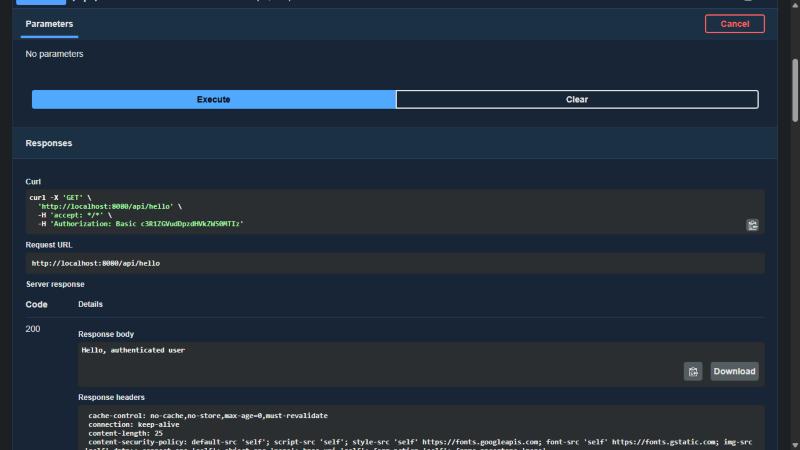 Parameters
Cancel
No parameters
Execute
Clear
Responses
Curl
curl -X 'GET' \
'http://localhost:8080/api/hello' \
-H 'accept: */*' \
-H 'Authorization: Basic c3R1ZGVudDpzdHVkZW50MTIz'
Request URL
http://localhost:8080/api/hello
Server response
Code
Details
200
Response body
Hello, authenticated user
Download
Response headers
cache-control: no-cache,no-store,max-age=0,must-revalidate
connection: keep-alive
content-length: 25
content-security-policy: default-src 'self'; script-src 'self'; style-src 'self' https://fonts.googleapis.com; font-src 'self' https://fonts.gstatic.com; img-src